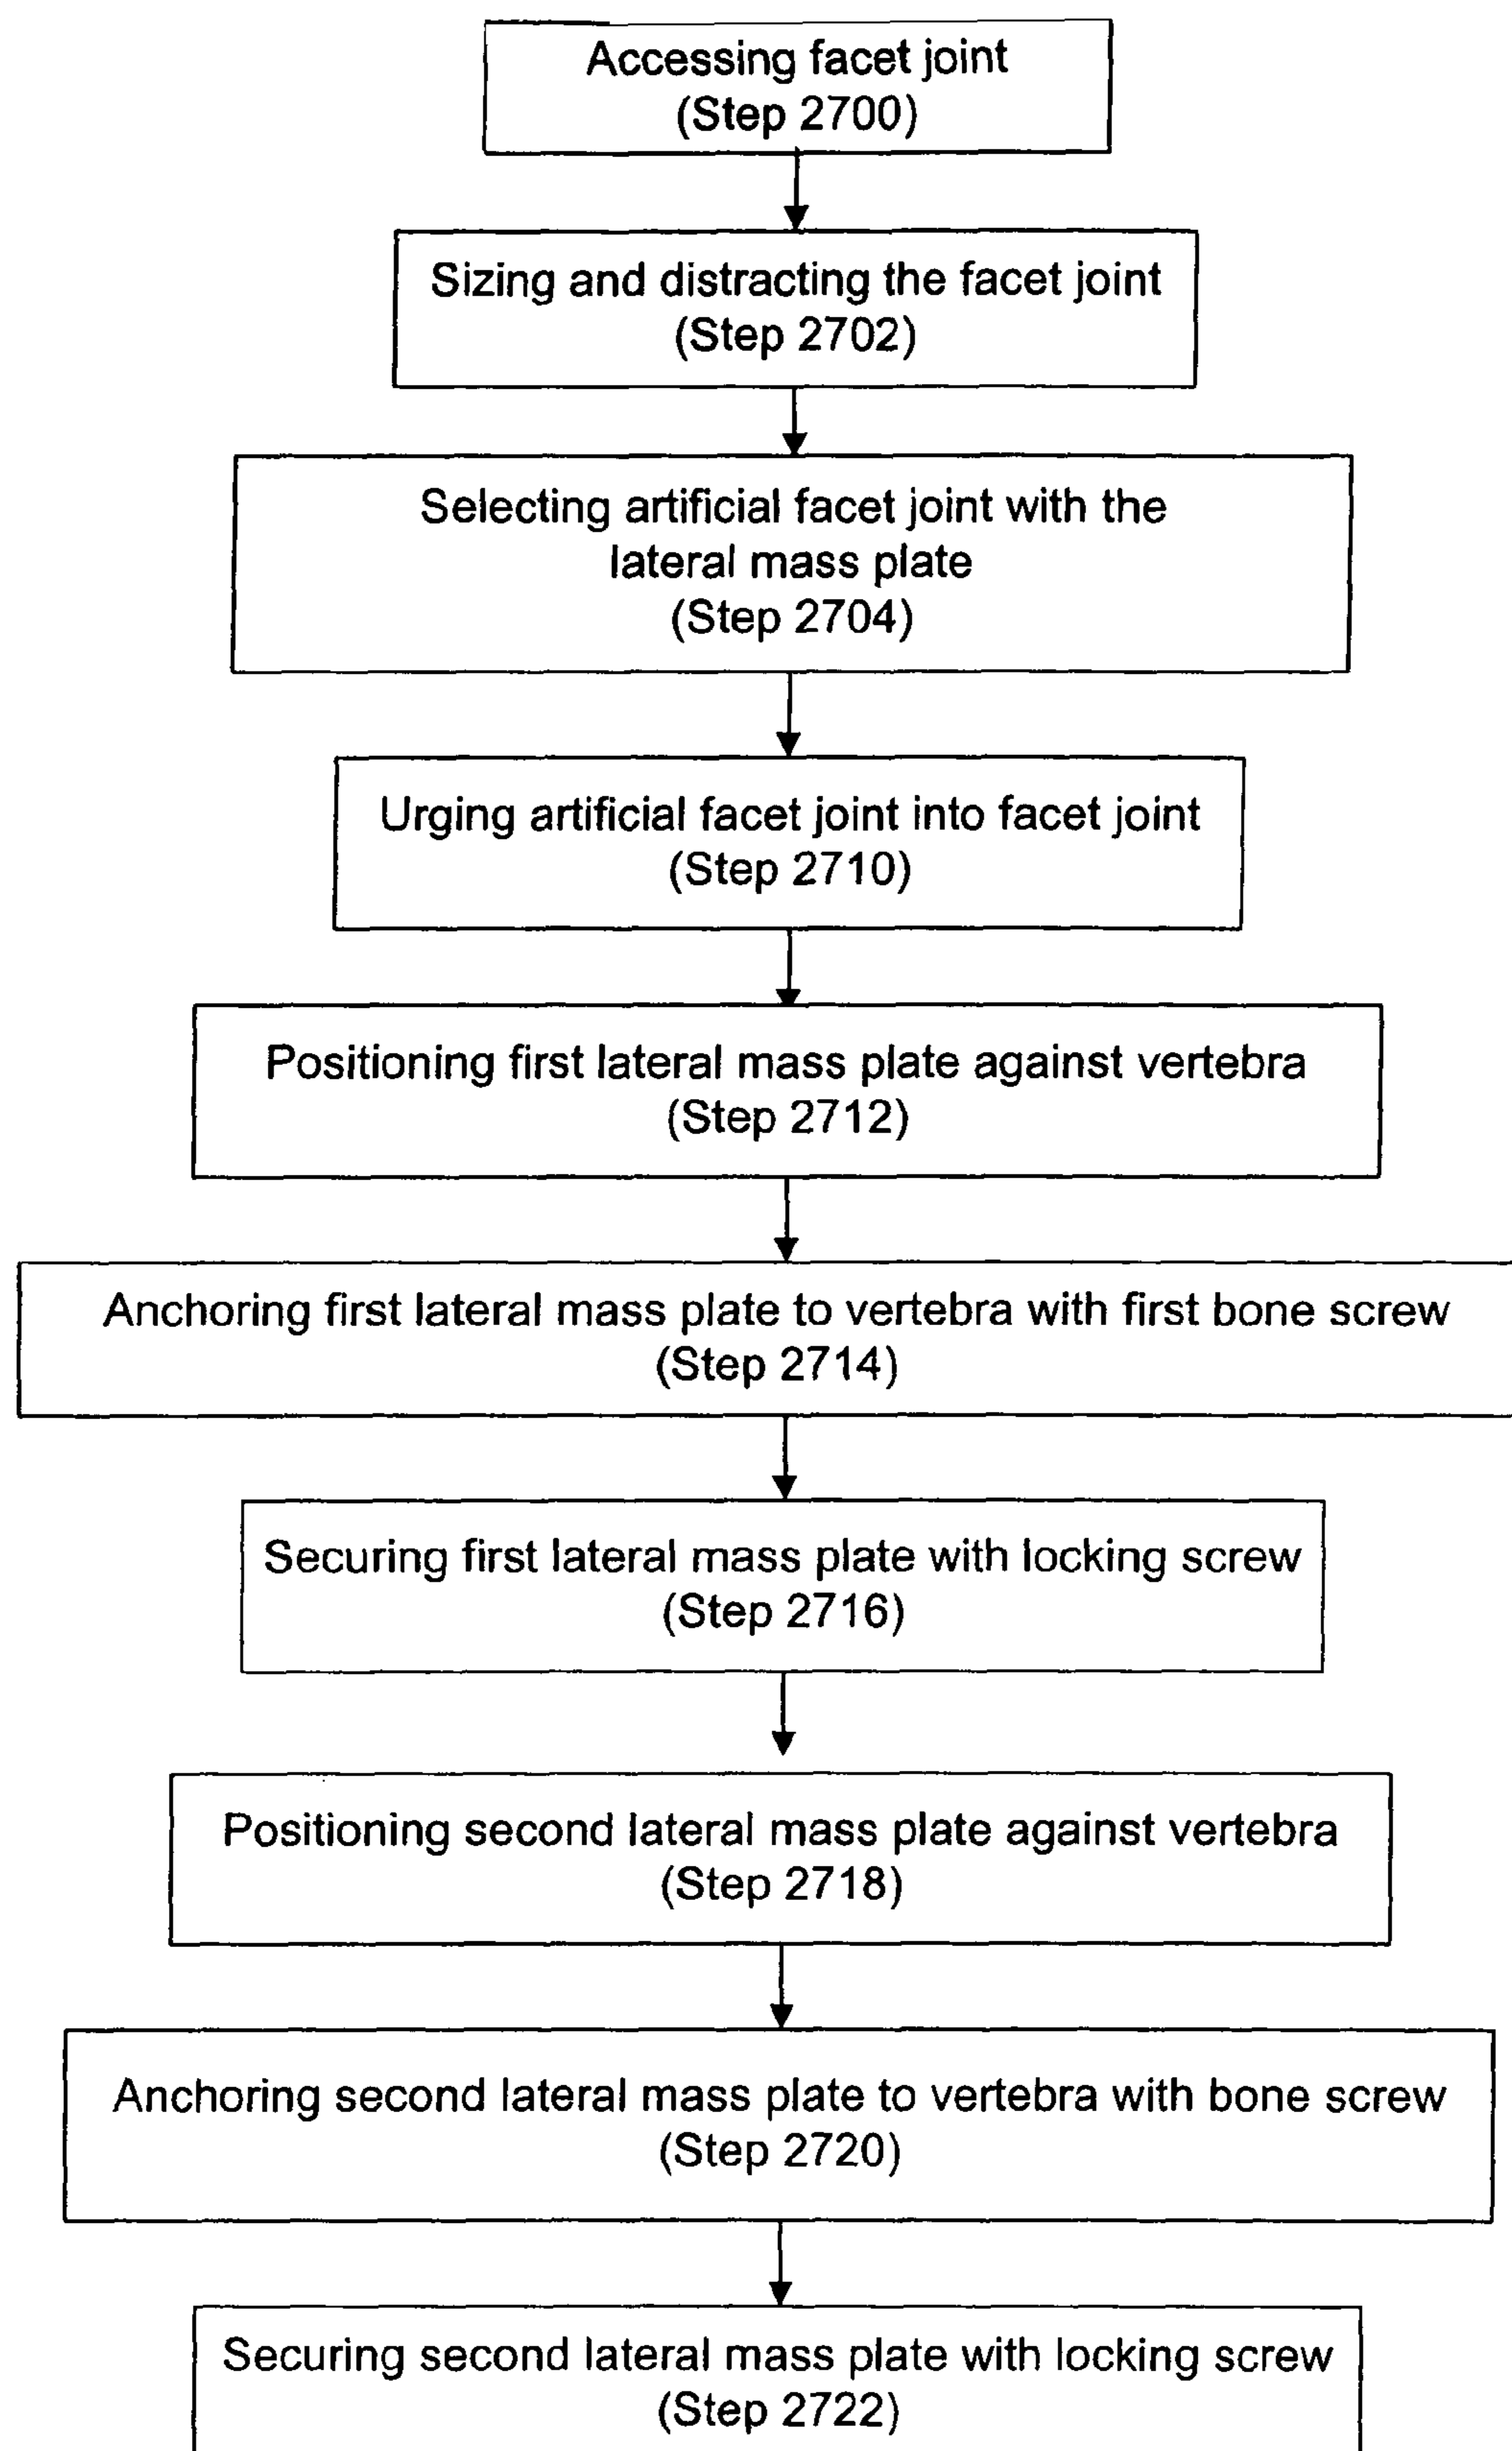 Accessing facet joint
(Step 2700)
Sizing and distracting the facet joint
(Step 2702)
Selecting artificial facet joint with the
lateral mass plate
(Step 2704)
Urging artificial facet joint into facet joint
(Step 2710)
Positioning first lateral mass plate against vertebra
(Step 2712)
Anchoring first lateral mass plate to vertebra with first bone screw
(Step 2714)
Securing first lateral mass plate with locking screw
(Step 2716)
Positioning second lateral mass plate against vertebra
(Step 2718)
Anchoring second lateral mass plate to vertebra with bone screw
(Step 2720)
Securing second lateral mass plate with locking screw
(Step 2722)